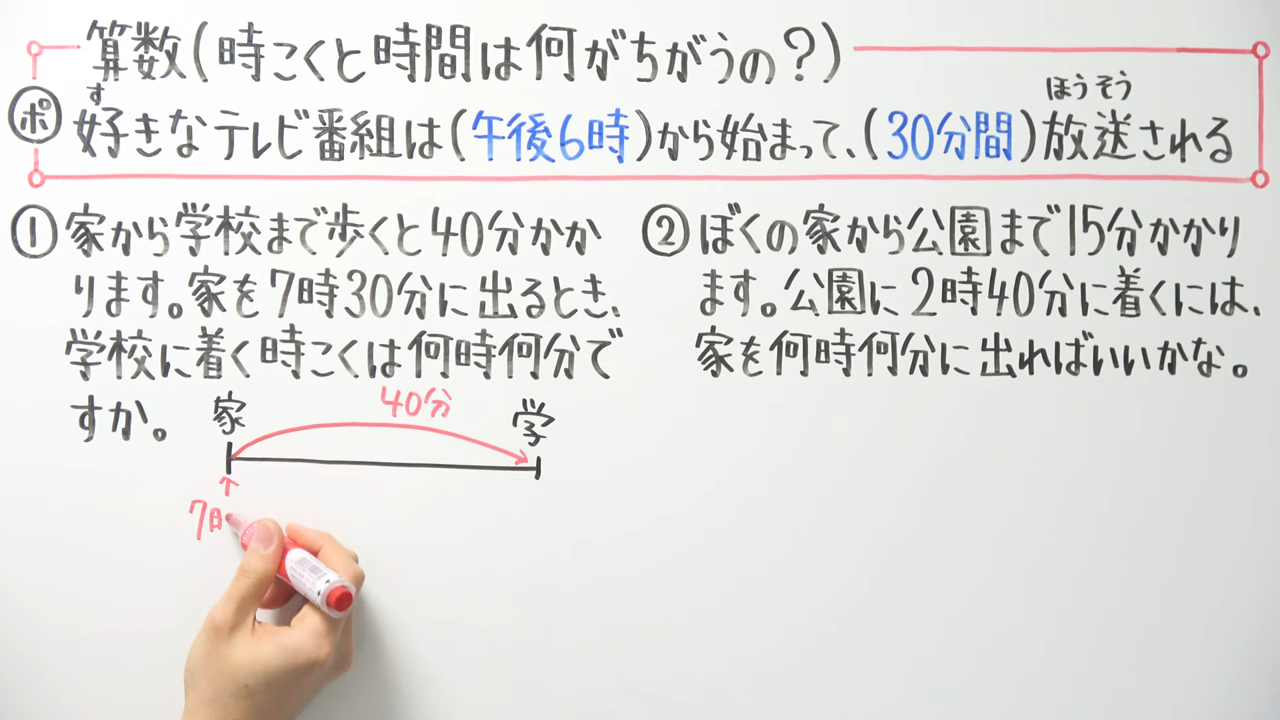 算数(時こくと時間は何がちがうの?)
す ほうそう
ポ 好きなテレビ番組は(午後6時)から始まって、(30分間)放送される
① 家から学校まで歩くと40分かか
ります。家を7時30分に出るとき、
学校に着く時こくは何時何分で
すか。
家 40分 学
7日
② ぼくの家から公園まで15分かかり
ます。公園に2時40分に着くには、
家を何時何分に出ればいいかな。